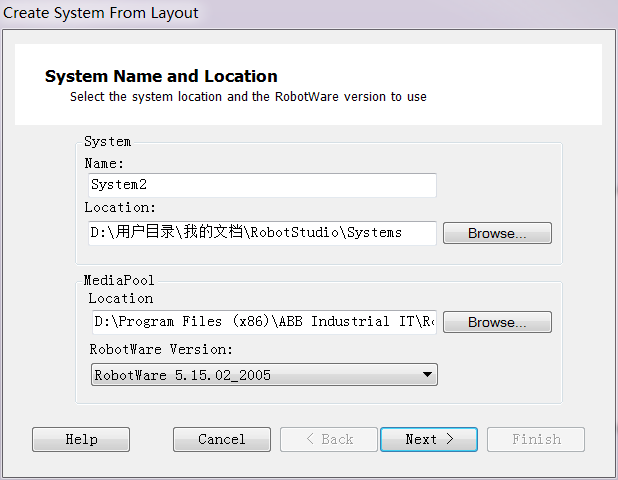 Create System From Layout
System Name and Location
Select the system location and the RobotWare version to use
System
Name:
System2
Location:
D:\用户目录\我的文档\RobotStudio\Systems
Browse...
MediaPool
Location
D:\Program Files (x86)\ABB Industrial IT\Ro
Browse...
RobotWare Version:
RobotWare 5.15.02_2005
Help
Cancel
< Back
Next >
Finish